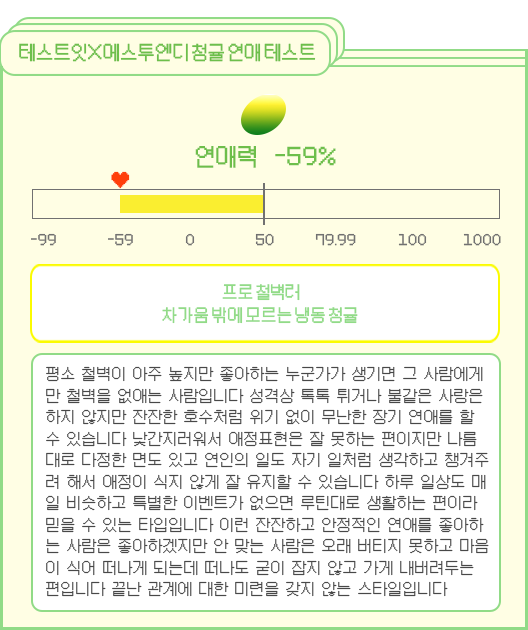 테스트잇X메스투엔디 청귤 연애 테스트
연애력 -59%
-99 -59 0 50 79.99 100 1000
프로 철벽러
차가움 밖에 모르는 냉동 청귤
평소 철벽이 아주 높지만 좋아하는 누군가가 생기면 그 사람에게
만 철벽을 없애는 사람입니다 성격상 톡톡 튀거나 불같은 사랑은
하지 않지만 잔잔한 호수처럼 위기 없이 무난한 장기 연애를 할
수 있습니다 낯간지러워서 애정표현은 잘 못하는 편이지만 나름
대로 다정한 면도 있고 연인의 일도 자기 일처럼 생각하고 챙겨주
려 해서 애정이 식지 않게 잘 유지할 수 있습니다 하루 일상도 매
일 비슷하고 특별한 이벤트가 없으면 루틴대로 생활하는 편이라
믿을 수 있는 타입입니다 이런 잔잔하고 안정적인 연애를 좋아하
는 사람은 좋아하겠지만 안 맞는 사람은 오래 버티지 못하고 마음
이 식어 떠나게 되는데 떠나도 굳이 잡지 않고 가게 내버려두는
편입니다 끝난 관계에 대한 미련을 갖지 않는 스타일입니다